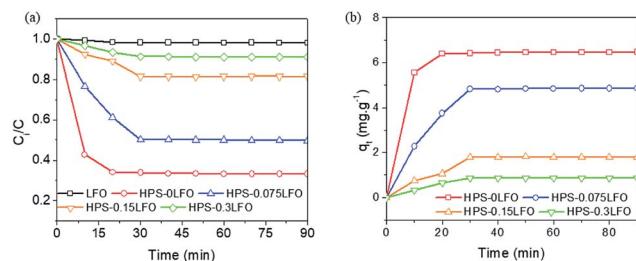 (a)
1.0
0.8
0.6
0.4
0.2
Ci/C
LFO HPS-0LFO HPS-0.075LFO
HPS-0.15LFO HPS-0.3LFO
0 15 30 45 60 75 90
Time (min)
(b)
8
6
4
2
0
qt (mg.g-1)
HPS-0LFO HPS-0.075LFO
HPS-0.15LFO HPS-0.3LFO
0 20 40 60 80
Time (min)